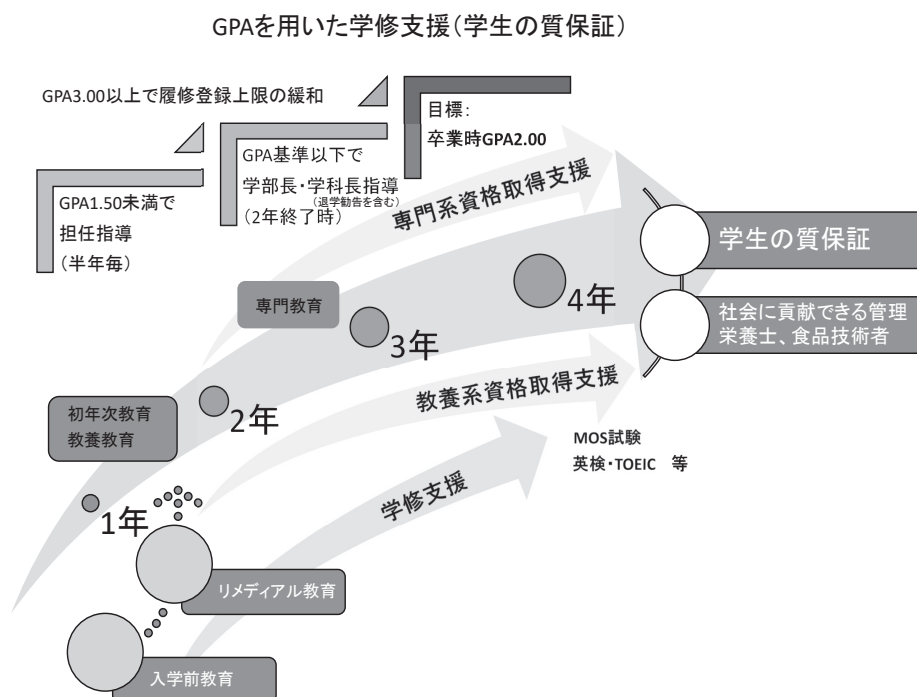 GPAを用いた学修支援（学生の質保証）
GPA3.00以上で履修登録上限の緩和
目標：
卒業時GPA2.00
GPA基準以下で
学部長・学科長指導
（退学勧告を含む）
（2年終了時）
GPA1.50未満で
担任指導
（半年毎）
専門系資格取得支援
学生の質保証
社会に貢献できる管理
栄養士、食品技術者
専門教育
4年
3年
2年
1年
初年次教育
教養教育
教養系資格取得支援
MOS試験
英検・TOEIC　等
学修支援
リメディアル教育
入学前教育